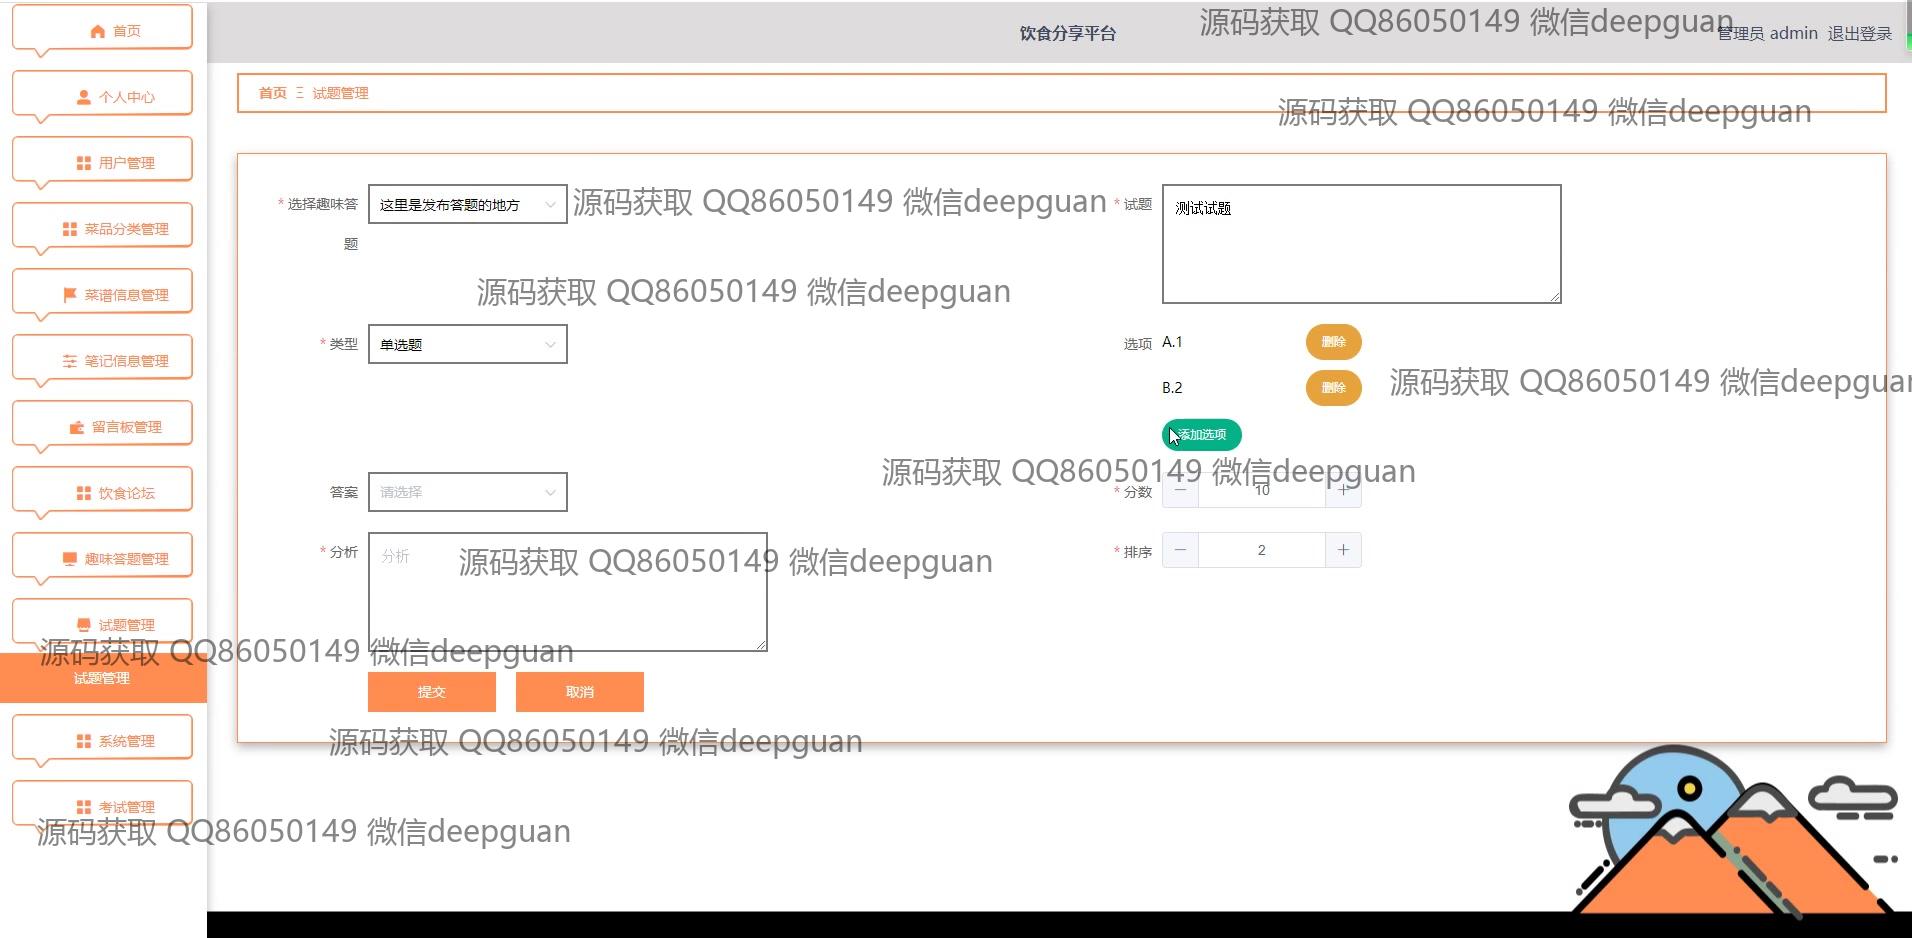 首页
个人中心
用户管理
菜品分类管理
菜谱信息管理
笔记信息管理
留言板管理
饮食论坛
趣味答题管理
试题管理
试题管理
系统管理
考试管理
饮食分享平台
管理员 admin 退出登录
首页 Ξ 试题管理
* 选择趣味答题
这里是发布答题的地方
* 试题
测试试题
* 类型
单选题
选项
A.1
删除
B.2
删除
添加选项
答案
请选择
* 分数
− 10 +
* 分析
分析
* 排序
− 2 +
提交
取消
源码获取 QQ86050149 微信deepguan
源码获取 QQ86050149 微信deepguan
源码获取 QQ86050149 微信deepguan
源码获取 QQ86050149 微信deepguan
源码获取 QQ86050149 微信deepguan
源码获取 QQ86050149 微信deepguan
源码获取 QQ86050149 微信deepguan
源码获取 QQ86050149 微信deepguan
源码获取 QQ86050149 微信deepguan
源码获取 QQ86050149 微信deepguan